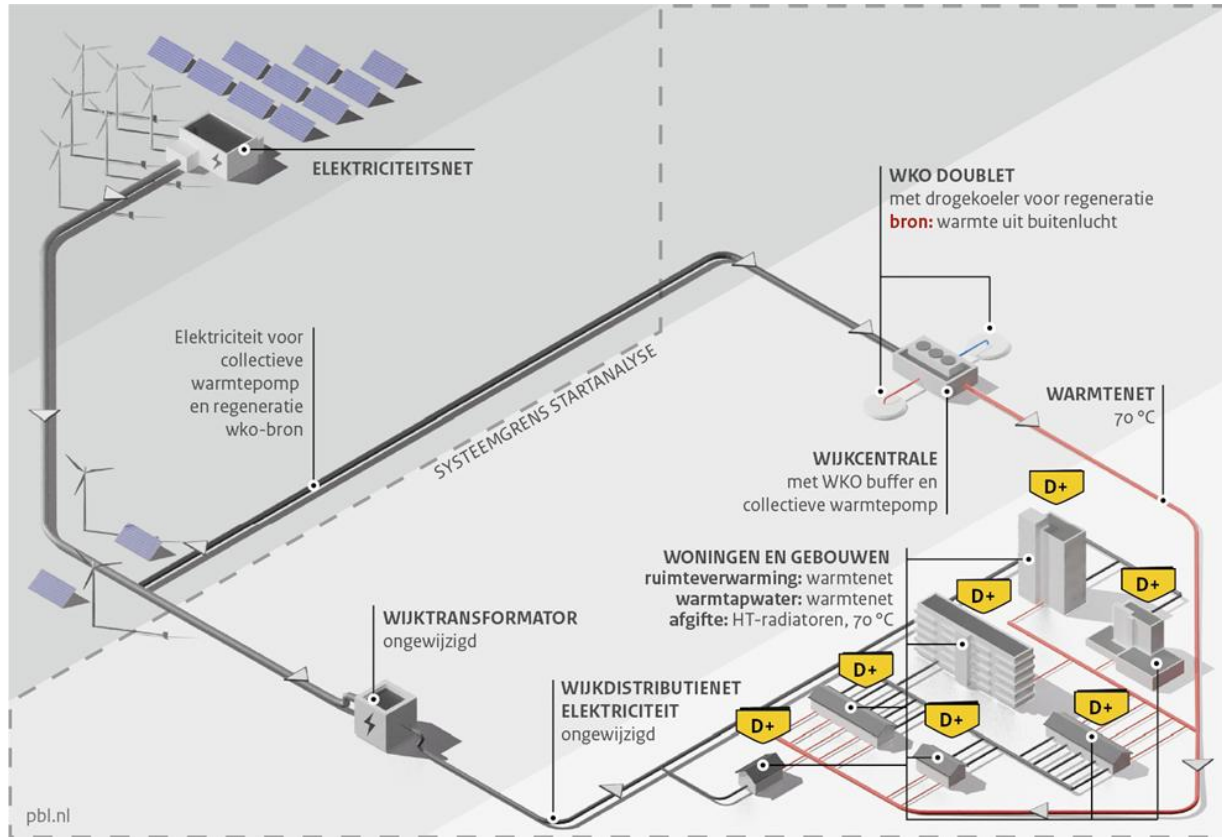 ELEKTRICITEITSNET
WKO DOUBLET
met drogekoeler voor regeneratie
bron: warmte uit buitenlucht
Elektriciteit voor
collectieve
warmtepomp
en regeneratie
wko-bron
SYSTEEMGRENS STARTANALYSE
WARMTENET
70 °C
WIJKCENTRALE
met WKO buffer en
collectieve warmtepomp
D+
WONINGEN EN GEBOUWEN
ruimteverwarming: warmtenet
warmtapwater: warmtenet
afgifte: HT-radiatoren, 70 °C
D+
D+
WIJKTRANSFORMATOR
ongewijzigd
D+
WIJKDISTRIBUTIENET
ELEKTRICITEIT
ongewijzigd
D+
D+
D+
pbl.nl